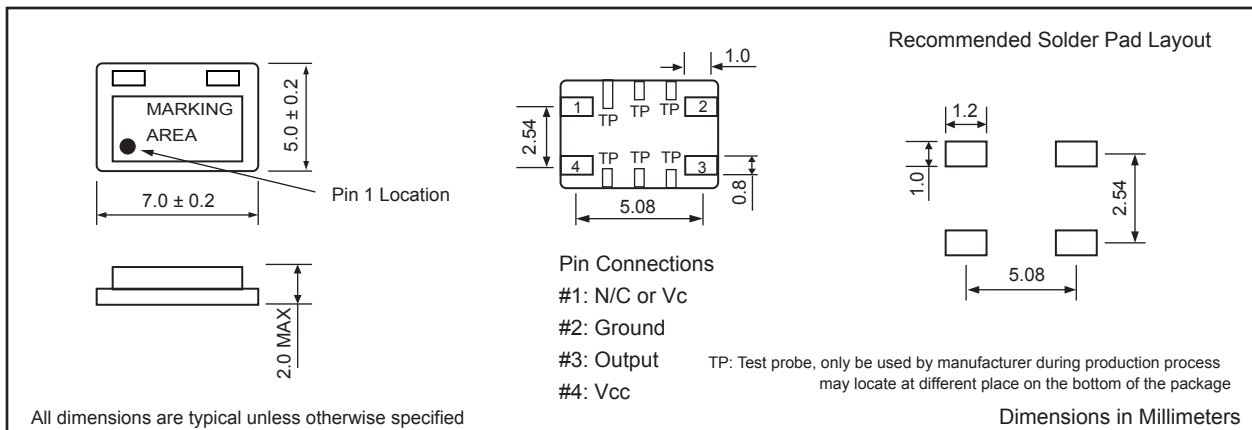 Recommended Solder Pad Layout
MARKING
AREA
5.0 ± 0.2
Pin 1 Location
7.0 ± 0.2
2.0 MAX
All dimensions are typical unless otherwise specified
1.0
1
TP
TP
TP
2
2.54
4
TP
TP
TP
3
0.8
5.08
Pin Connections
#1: N/C or Vc
#2: Ground
#3: Output
#4: Vcc
1.2
1.0
2.54
5.08
TP: Test probe, only be used by manufacturer during production process
may locate at different place on the bottom of the package
Dimensions in Millimeters